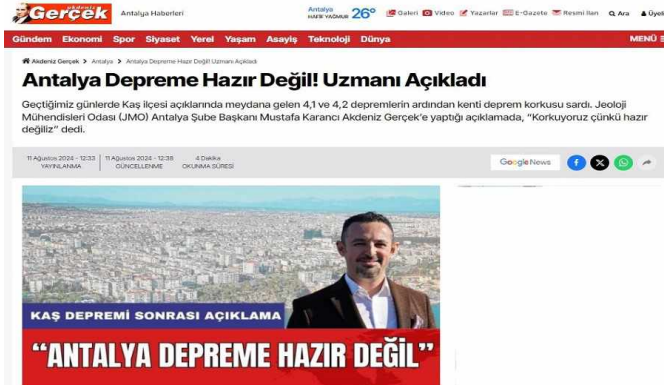 akdeniz
Gerçek
Antalya Haberleri
Antalya
HAFİF YAĞMUR 26°
Galeri Video Yazarlar E-Gazete Resmi İlan Ara
Gündem Ekonomi Spor Siyaset Yerel Yaşam Asayiş Teknoloji Dünya MENÜ
Akdeniz Gerçek > Antalya > Antalya Depreme Hazır Değil! Uzmanı Açıkladı
Antalya Depreme Hazır Değil! Uzmanı Açıkladı
Geçtiğimiz günlerde Kaş ilçesi açıklarında meydana gelen 4,1 ve 4,2 depremlerin ardından kenti deprem korkusu sardı. Jeoloji
Mühendisleri Odası (JMO) Antalya Şube Başkanı Mustafa Karancı Akdeniz Gerçek'e yaptığı açıklamada, “Korkuyoruz çünkü hazır
değiliz” dedi.
11 Ağustos 2024 - 12:33 11 Ağustos 2024 - 12:38 4 Dakika
YAYINLANMA GÜNCELLENME OKUNMA SÜRESİ
Google News
KAŞ DEPREMİ SONRASI AÇIKLAMA
“ANTALYA DEPREME HAZIR DEĞİL”